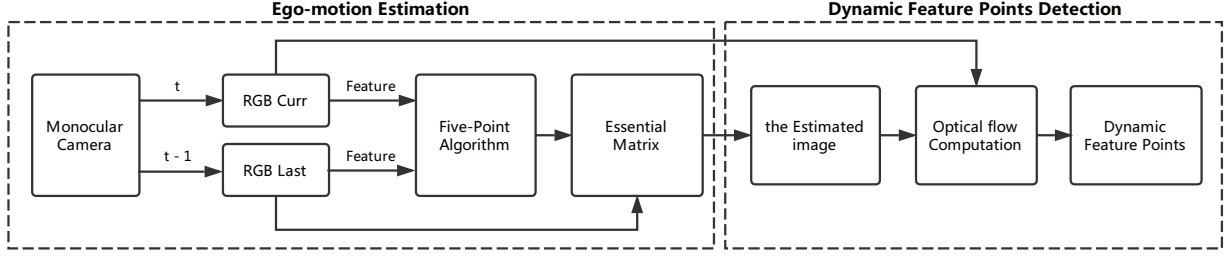 Ego-motion Estimation
Dynamic Feature Points Detection
Monocular
Camera
t
t - 1
RGB Curr
RGB Last
Feature
Feature
Five-Point
Algorithm
Essential
Matrix
the Estimated
image
Optical flow
Computation
Dynamic
Feature Points